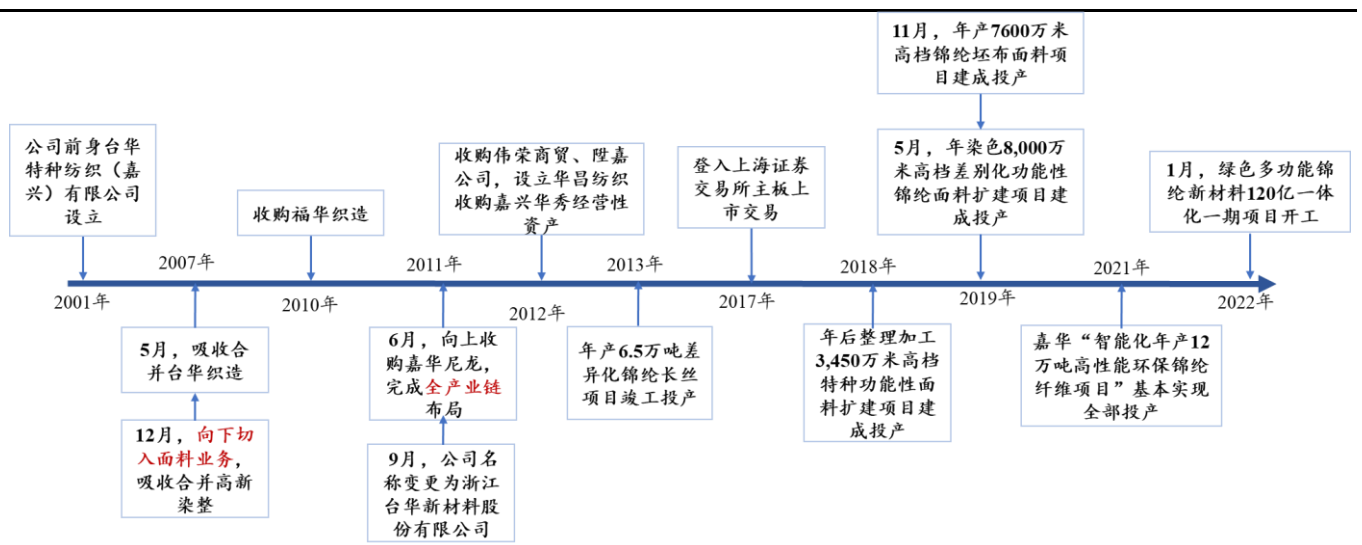 11月，年产7600万米
高档锦纶坯布面料项
目建成投产
公司前身台华
特种纺织（嘉
兴）有限公司
设立
收购福华织造
收购伟荣商贸、陞嘉
公司，设立华昌纺织
收购嘉兴华秀经营性
资产
登入上海证券
交易所主板上
市交易
5月，年染色8,000万
米高档差别化功能性
锦纶面料扩建项目建
成投产
1月，绿色多功能锦
纶新材料120亿一体
化一期项目开工
2007年
2011年
2013年
2018年
2021年
2001年
2010年
2012年
2017年
2019年
2022年
5月，吸收合
并台华织造
12月，向下切
入面料业务，
吸收合并高新
染整
6月，向上收
购嘉华尼龙，
完成全产业链
布局
9月，公司名
称变更为浙江
台华新材料股
份有限公司
年产6.5万吨差
异化锦纶长丝
项目竣工投产
年后整理加工
3,450万米高档
特种功能性面
料扩建项目建
成投产
嘉华“智能化年产12
万吨高性能环保锦纶
纤维项目”基本实现
全部投产